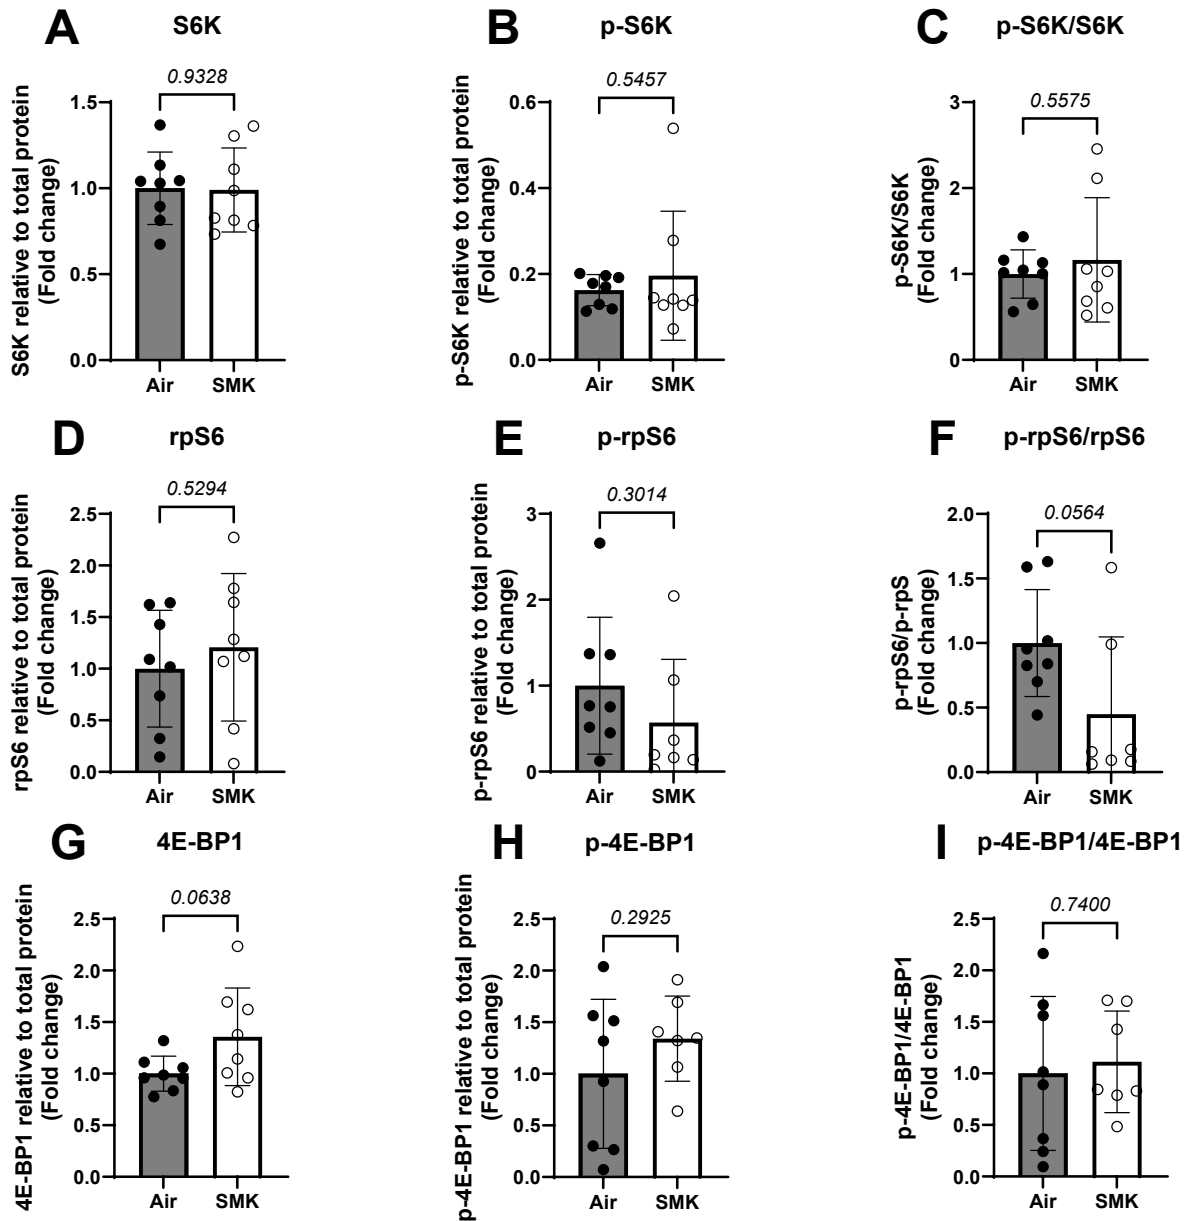 A S6K
0.9328
S6K relative to total protein
(Fold change)
1.5
1.0
0.5
0.0
Air SMK
B p-S6K
0.5457
p-S6K relative to total protein
(Fold change)
0.6
0.4
0.2
0.0
Air SMK
C p-S6K/S6K
0.5575
p-S6K/S6K
(Fold change)
3
2
1
0
Air SMK
D rpS6
0.5294
rpS6 relative to total protein
(Fold change)
2.5
2.0
1.5
1.0
0.5
0.0
Air SMK
E p-rpS6
0.3014
p-rpS6 relative to total protein
(Fold change)
3
2
1
0
Air SMK
F p-rpS6/rpS6
0.0564
p-rpS6/p-rpS
(Fold change)
2.0
1.5
1.0
0.5
0.0
Air SMK
G 4E-BP1
0.0638
4E-BP1 relative to total protein
(Fold change)
2.5
2.0
1.5
1.0
0.5
0.0
Air SMK
H p-4E-BP1
0.2925
p-4E-BP1 relative to total protein
(Fold change)
2.5
2.0
1.5
1.0
0.5
0.0
Air SMK
I p-4E-BP1/4E-BP1
0.7400
p-4E-BP1/4E-BP1
(Fold change)
2.5
2.0
1.5
1.0
0.5
0.0
Air SMK